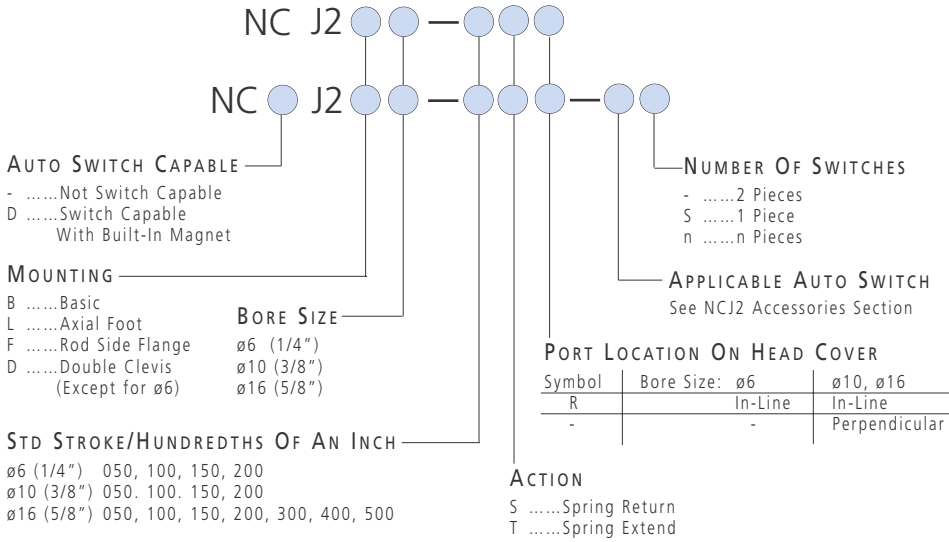 NC J2 —
NC J2 — —
AUTO SWITCH CAPABLE
- ......Not Switch Capable
D ......Switch Capable
With Built-In Magnet
MOUNTING
B ......Basic
L ......Axial Foot
F ......Rod Side Flange
D ......Double Clevis
(Except for ø6)
BORE SIZE
ø6 (1/4")
ø10 (3/8")
ø16 (5/8")
STD STROKE/HUNDREDTHS OF AN INCH
ø6 (1/4") 050, 100, 150, 200
ø10 (3/8") 050. 100. 150, 200
ø16 (5/8") 050, 100, 150, 200, 300, 400, 500
NUMBER OF SWITCHES
- ......2 Pieces
S ......1 Piece
n ......n Pieces
APPLICABLE AUTO SWITCH
See NCJ2 Accessories Section
PORT LOCATION ON HEAD COVER
Symbol Bore Size: ø6 ø10, ø16
R In-Line In-Line
- - Perpendicular
ACTION
S ......Spring Return
T ......Spring Extend